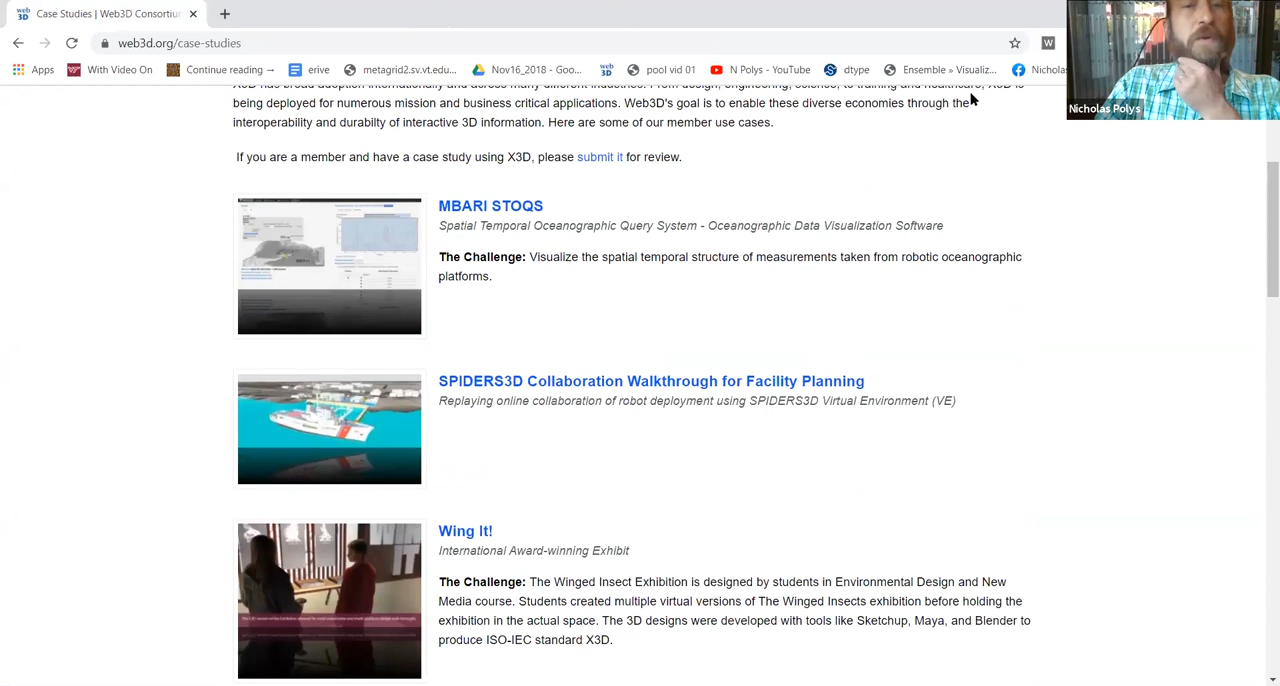 web3D
Case Studies | Web3D Consortiu
web3d.org/case-studies
W
Apps
With Video On
Continue reading →
erive
metagrid2.sv.vt.edu...
Nov16_2018 - Goo...
web3D
pool vid 01
N Polys - YouTube
dtype
Ensemble » Visualiz...
Nichola
Nicholas Polys
X3D has broad adoption internationally and across many different industries. From design, engineering, science, to training and healthcare, X3D is
being deployed for numerous mission and business critical applications. Web3D's goal is to enable these diverse economies through the
interoperability and durability of interactive 3D information. Here are some of our member use cases.
If you are a member and have a case study using X3D, please submit it for review.
MBARI STOQS
Spatial Temporal Oceanographic Query System - Oceanographic Data Visualization Software
The Challenge: Visualize the spatial temporal structure of measurements taken from robotic oceanographic
platforms.
SPIDERS3D Collaboration Walkthrough for Facility Planning
Replaying online collaboration of robot deployment using SPIDERS3D Virtual Environment (VE)
Wing It!
International Award-winning Exhibit
The Challenge: The Winged Insect Exhibition is designed by students in Environmental Design and New
Media course. Students created multiple virtual versions of The Winged Insects exhibition before holding the
exhibition in the actual space. The 3D designs were developed with tools like Sketchup, Maya, and Blender to
produce ISO-IEC standard X3D.